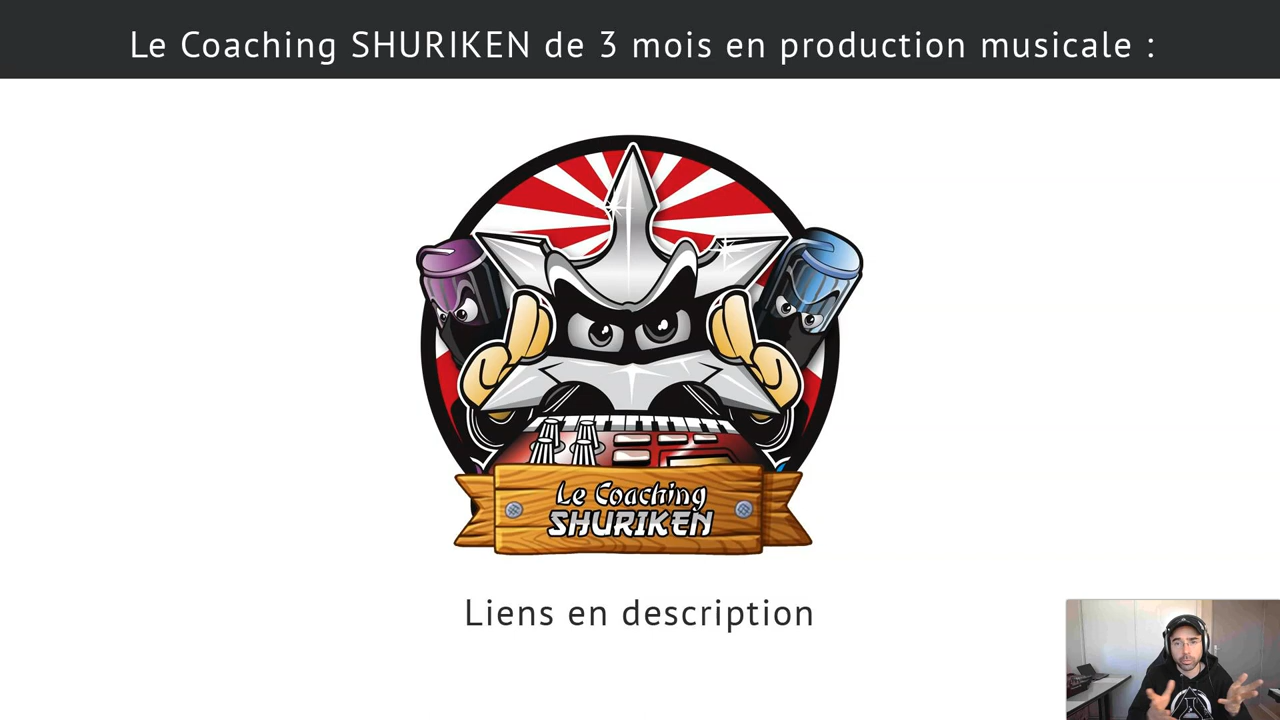 Le Coaching SHURIKEN de 3 mois en production musicale :
Le Coaching
SHURIKEN
Liens en description